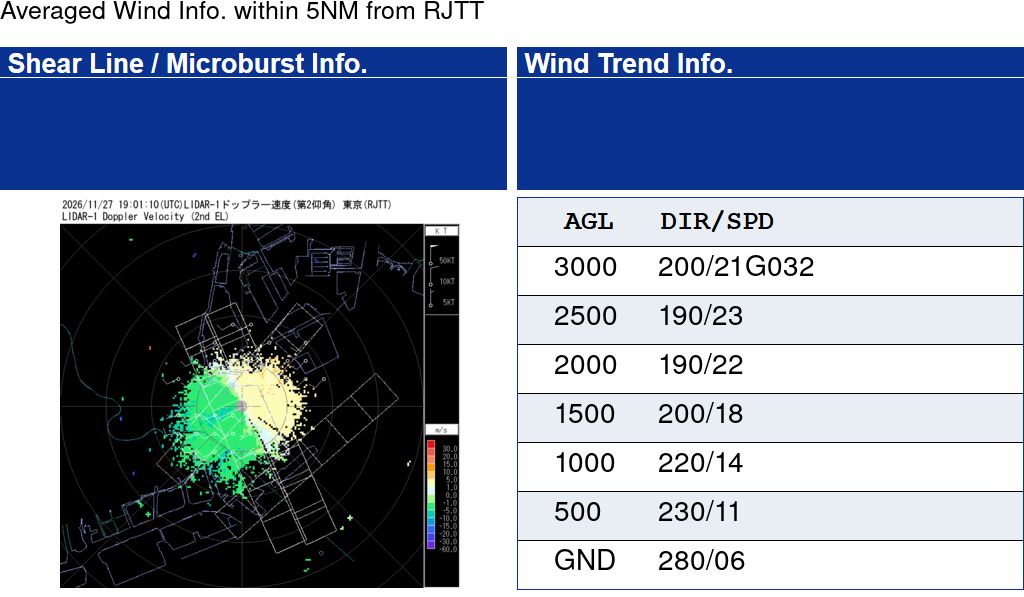 Averaged Wind Info. within 5NM from RJTT
Shear Line / Microburst Info.
Wind Trend Info.
2026/11/27 19:01:10(UTC)LIDAR-1ドップラー速度(第2仰角) 東京(RJTT)
LIDAR-1 Doppler Velocity (2nd EL)
KT
50KT
10KT
5KT
m/s
30.0
20.0
15.0
10.0
5.0
1.0
0.0
-1.0
-5.0
-10.0
-15.0
-20.0
-30.0
-60.0
AGL DIR/SPD
3000 200/21G032
2500 190/23
2000 190/22
1500 200/18
1000 220/14
500 230/11
GND 280/06